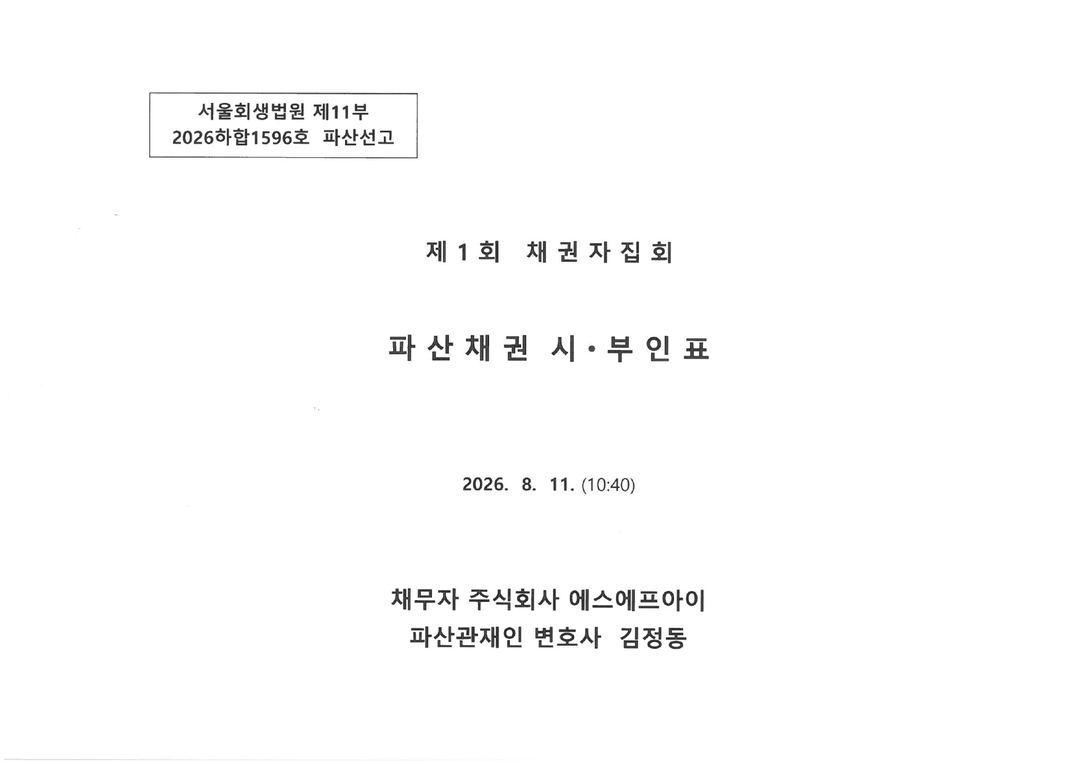 서울회생법원 제11부
2026하합1596호 파산선고
제 1 회 채 권 자 집 회
파 산 채 권 시 · 부 인 표
2026. 8. 11. (10:40)
채무자 주식회사 에스에프아이
파산관재인 변호사 김정동